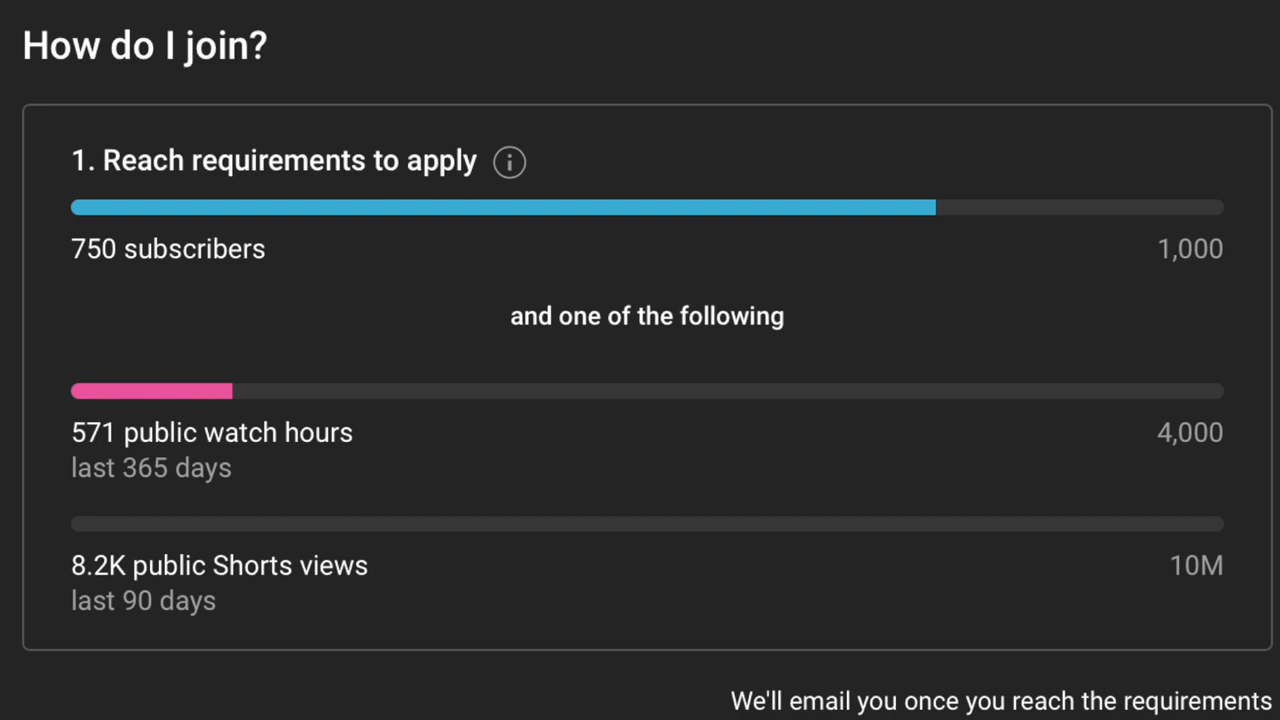 How do I join?
1. Reach requirements to apply
750 subscribers 1,000
and one of the following
571 public watch hours 4,000
last 365 days
8.2K public Shorts views 10M
last 90 days
We'll email you once you reach the requirements